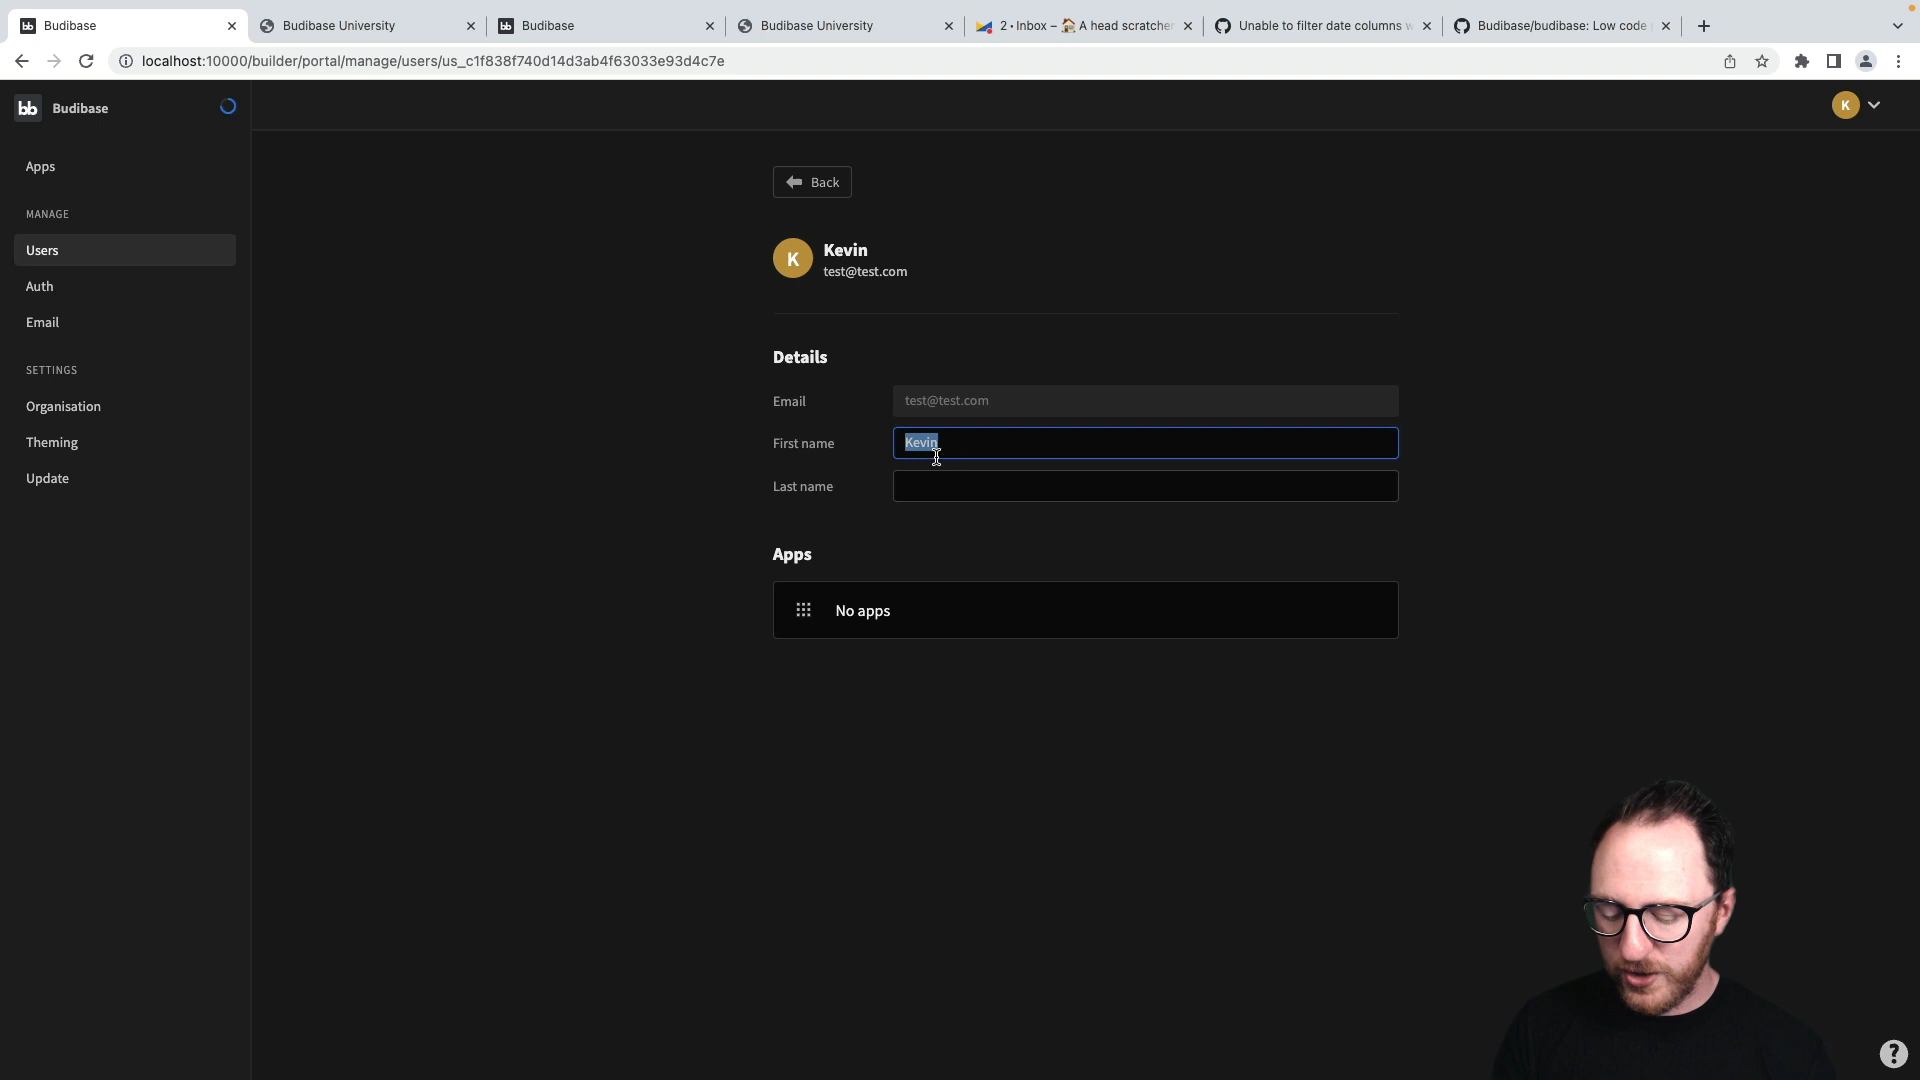 Budibase
Budibase University
Budibase
Budibase University
2 • Inbox – 🏠 A head scratcher
Unable to filter date columns w
Budibase/budibase: Low code
localhost:10000/builder/portal/manage/users/us_c1f838f740d14d3ab4f63033e93d4c7e
bb Budibase
K
Apps
MANAGE
Users
Auth
Email
SETTINGS
Organisation
Theming
Update
Back
K
Kevin
test@test.com
Details
Email test@test.com
First name Kevin
Last name
Apps
No apps
?